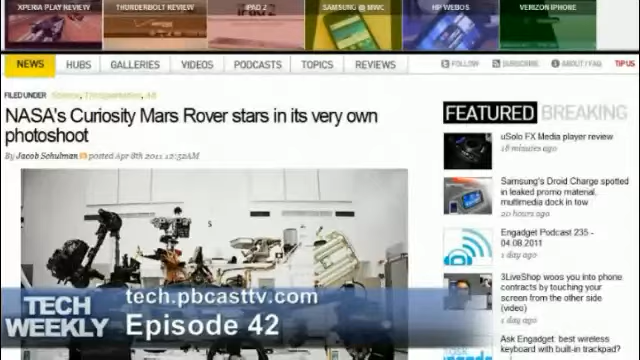 XPERIA PLAY REVIEW
THUNDERBOLT REVIEW
IPAD 2
SAMSUNG @ MWC
HP WEBOS
VERIZON IPHONE
NEWS
HUBS
GALLERIES
VIDEOS
PODCASTS
TOPICS
REVIEWS
FOLLOW
SUBSCRIBE
ABOUT / FAQ
TIP US
FILED UNDER Science, Transportation, Alt
NASA's Curiosity Mars Rover stars in its very own
photoshoot
By Jacob Schulman posted Apr 8th 2011 12:52AM
FEATURED BREAKING
uSolo FX Media player review
18 minutes ago
Samsung's Droid Charge spotted
in leaked promo material,
multimedia dock in tow
20 hours ago
Engadget Podcast 235 -
04.08.2011
1 day ago
3LiveShop woos you into phone
contracts by touching your
screen from the other side
(video)
1 day ago
Ask Engadget: best wireless
keyboard with built-in trackpad?
TECH
WEEKLY
tech.pbcasttv.com
Episode 42